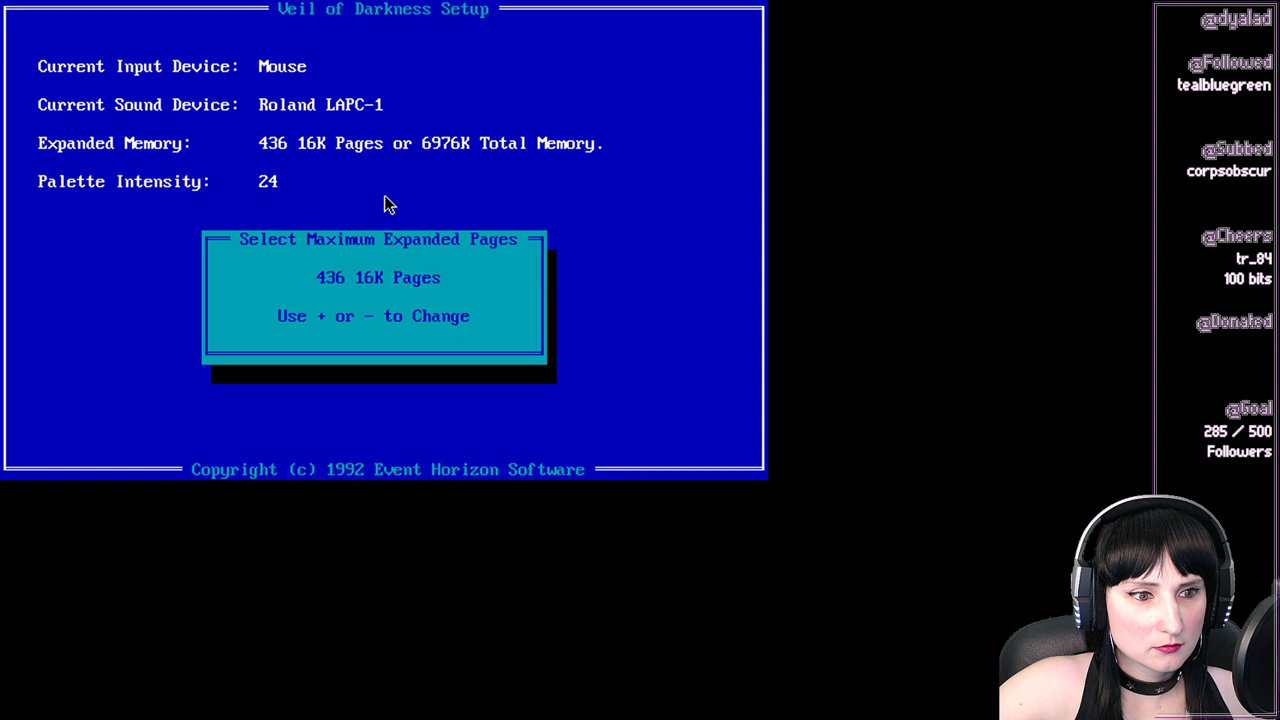 Veil of Darkness Setup
Current Input Device: Mouse
Current Sound Device: Roland LAPC-1
Expanded Memory: 436 16K Pages or 6976K Total Memory.
Palette Intensity: 24
Select Maximum Expanded Pages
436 16K Pages
Use + or - to Change
Copyright (c) 1992 Event Horizon Software
@dyalad
@Followed
tealbluegreen
@Subbed
corpsobscur
@Cheers
tr_84
100 bits
@Donated
@Goal
285 / 500
Followers